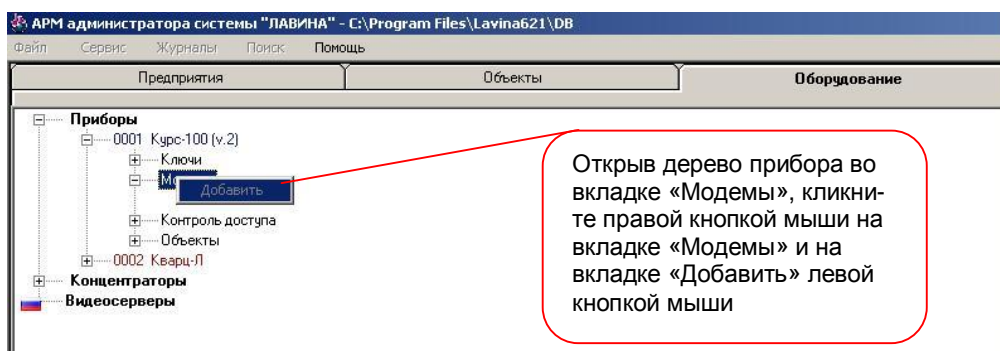 АРМ администратора системы "ЛАВИНА" - C:\Program Files\Lavina621\DB
Файл Сервис Журналы Поиск Помощь
Предприятия Объекты Оборудование
Приборы
0001 Курс-100 (v.2)
Ключи
Добавить
Контроль доступа
Объекты
0002 Кварц-Л
Концентраторы
Видеосерверы
Открыв дерево прибора во
вкладке «Модемы», кликни-
те правой кнопкой мыши на
вкладке «Модемы» и на
вкладке «Добавить» левой
кнопкой мыши